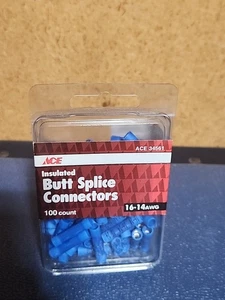 ACE 34561
ACE
Insulated
Butt Splice
Connectors
100 count
16-14AWG